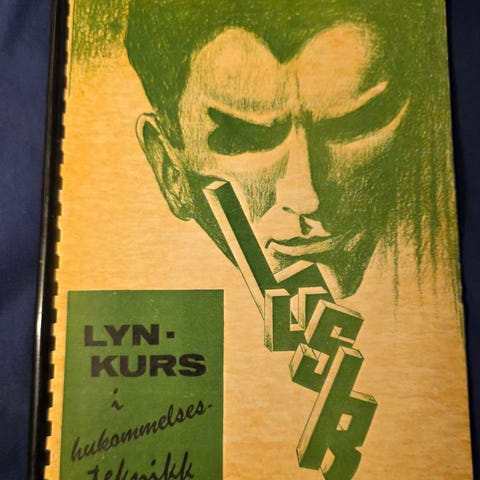 LYN-
KURS
i
hukommelses-
teknikk